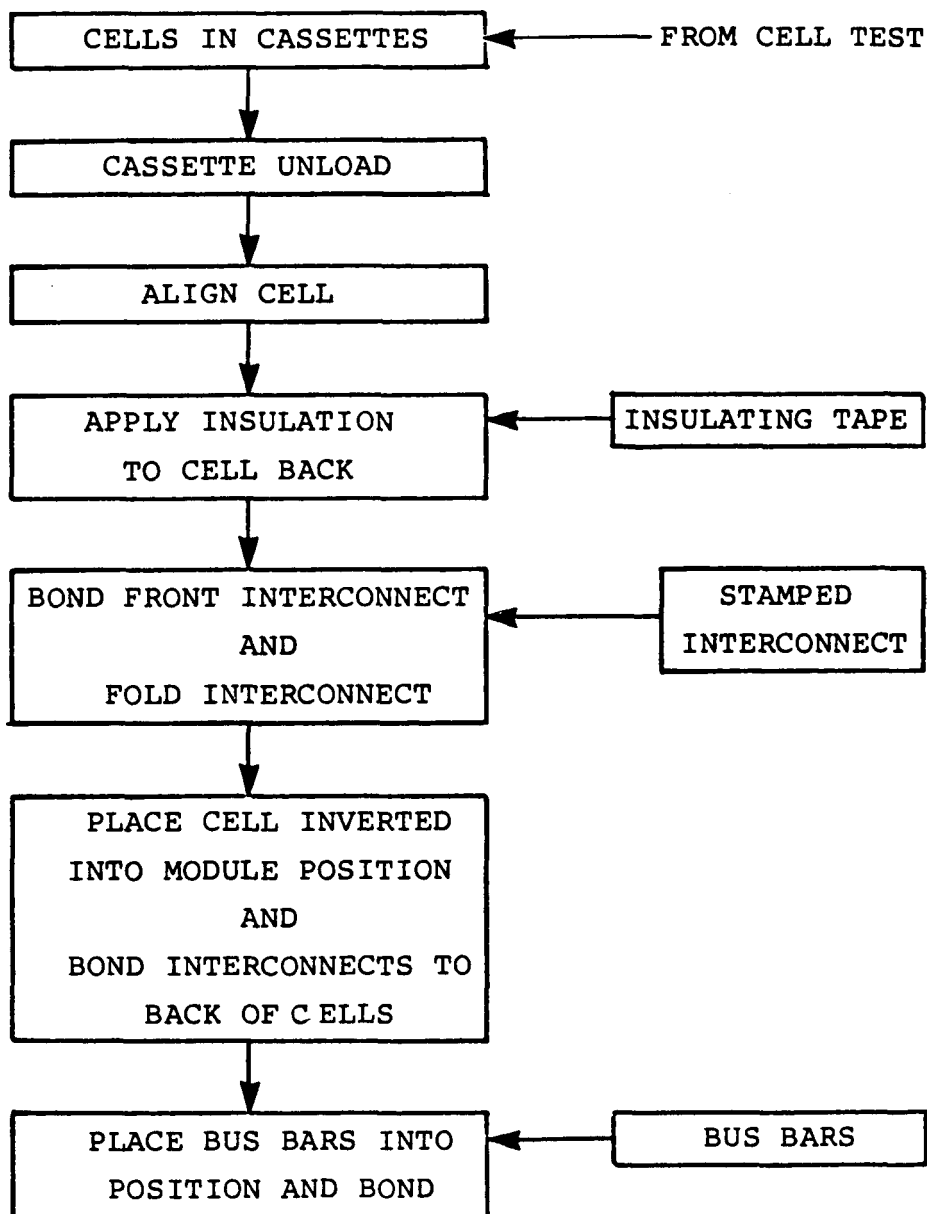 CELLS IN CASSETTES
FROM CELL TEST
CASSETTE UNLOAD
ALIGN CELL
APPLY INSULATION
TO CELL BACK
INSULATING TAPE
BOND FRONT INTERCONNECT
AND
FOLD INTERCONNECT
STAMPED
INTERCONNECT
PLACE CELL INVERTED
INTO MODULE POSITION
AND
BOND INTERCONNECTS TO
BACK OF CELLS
PLACE BUS BARS INTO
POSITION AND BOND
BUS BARS